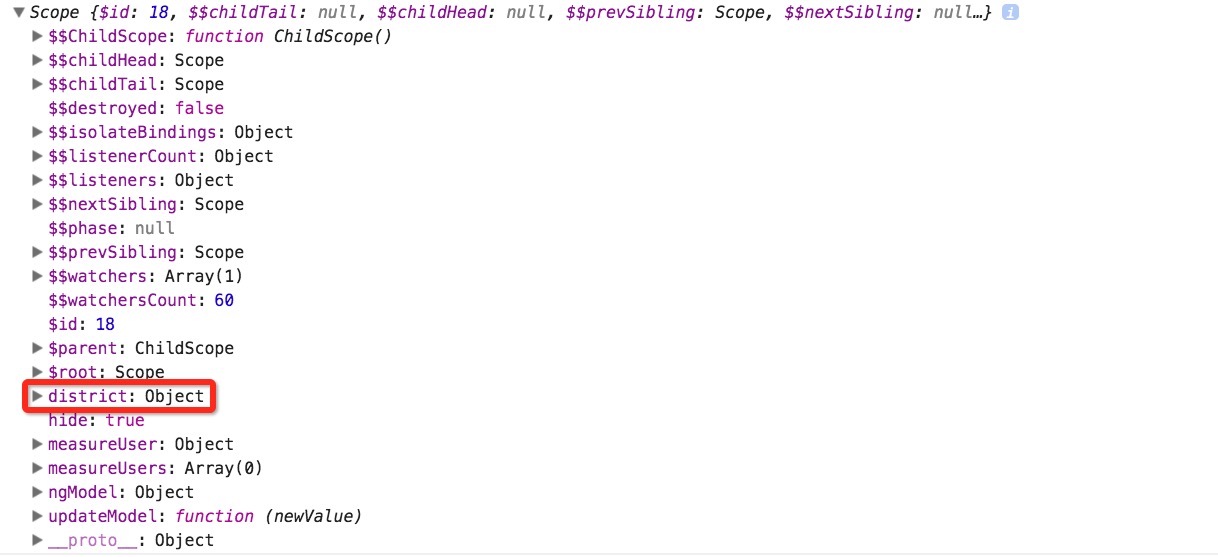 ▼Scope {$id: 18, $$childTail: null, $$childHead: null, $$prevSibling: Scope, $$nextSibling: null…} i
▶$$ChildScope: function ChildScope()
▶$$childHead: Scope
▶$$childTail: Scope
$$destroyed: false
▶$$isolateBindings: Object
▶$$listenerCount: Object
▶$$listeners: Object
▶$$nextSibling: Scope
$$phase: null
▶$$prevSibling: Scope
▶$$watchers: Array(1)
$$watchersCount: 60
$id: 18
▶$parent: ChildScope
▶$root: Scope
▶district: Object
hide: true
▶measureUser: Object
▶measureUsers: Array(0)
▶ngModel: Object
▶updateModel: function (newValue)
▶__proto__: Object